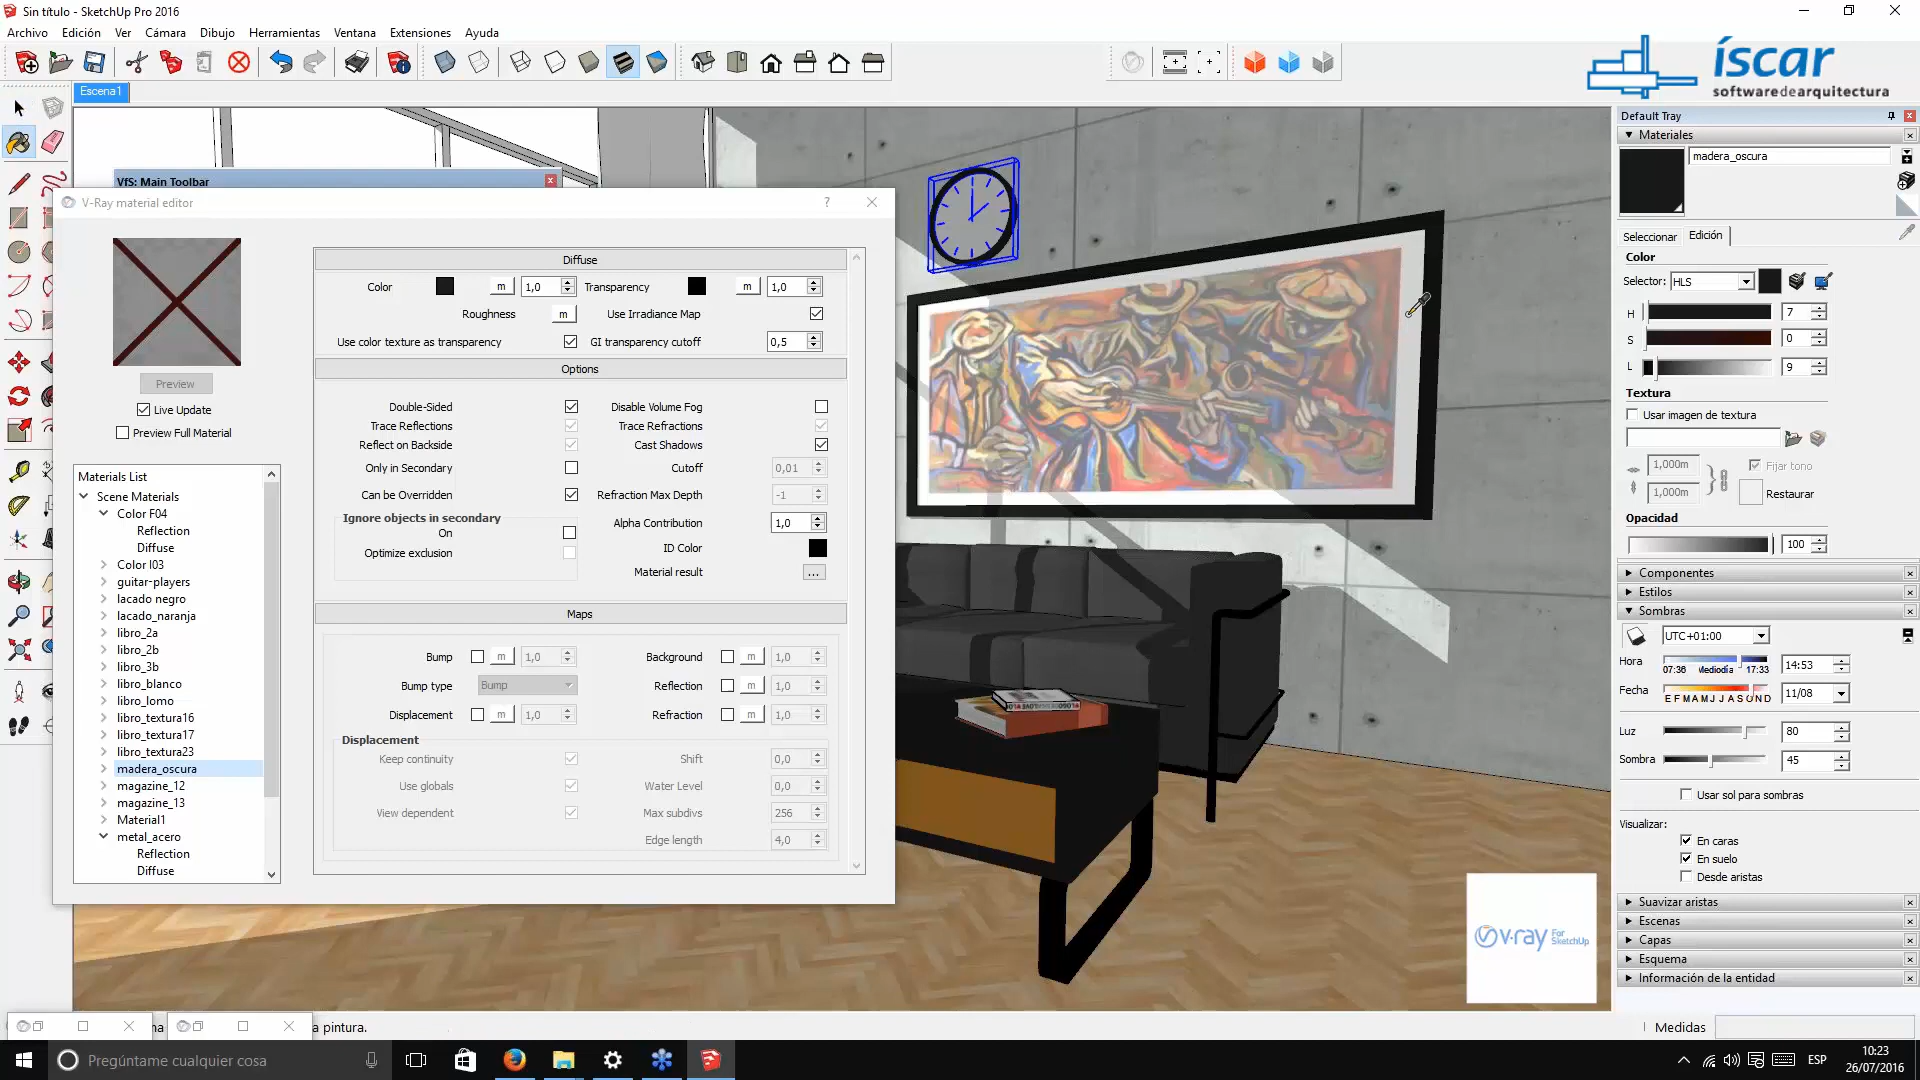 Sin título - SketchUp Pro 2016
Archivo Edición Ver Cámara Dibujo Herramientas Ventana Extensiones Ayuda
íscar
softwaredearquitectura
Escena1
VfS: Main Toolbar
V-Ray material editor ?
Preview
Live Update
Preview Full Material
Materials List
Scene Materials
Color F04
Reflection
Diffuse
Color I03
guitar-players
lacado negro
lacado_naranja
libro_2a
libro_2b
libro_3b
libro_blanco
libro_lomo
libro_textura16
libro_textura17
libro_textura23
madera_oscura
magazine_12
magazine_13
Material1
metal_acero
Reflection
Diffuse
Diffuse
Color m 1,0 Transparency m 1,0
Roughness m Use Irradiance Map
Use color texture as transparency GI transparency cutoff 0,5
Options
Double-Sided Disable Volume Fog
Trace Reflections Trace Refractions
Reflect on Backside Cast Shadows
Only in Secondary Cutoff 0,01
Can be Overridden Refraction Max Depth -1
Ignore objects in secondary
On Alpha Contribution 1,0
Optimize exclusion ID Color
Material result ...
Maps
Bump m 1,0 Background m 1,0
Bump type Bump Reflection m 1,0
Displacement m 1,0 Refraction m 1,0
Displacement
Keep continuity Shift 0,0
Use globals Water Level 0,0
View dependent Max subdivs 256
Edge length 4,0
Default Tray
Materiales
madera_oscura
Seleccionar Edición
Color
Selector: HLS
H 7
S 0
L 9
Textura
Usar imagen de textura
1,000m Fijar tono
1,000m Restaurar
Opacidad
100
Componentes
Estilos
Sombras
UTC+01:00
Hora 07:36 Mediodía 17:33 14:53
Fecha E F M A M J J A S O N D 11/08
Luz 80
Sombra 45
Usar sol para sombras
Visualizar:
En caras
En suelo
Desde aristas
Suavizar aristas
Escenas
Capas
Esquema
Información de la entidad
v·ray For SketchUp
na
a pintura.
Medidas
Pregúntame cualquier cosa
ESP
10:23
26/07/2016